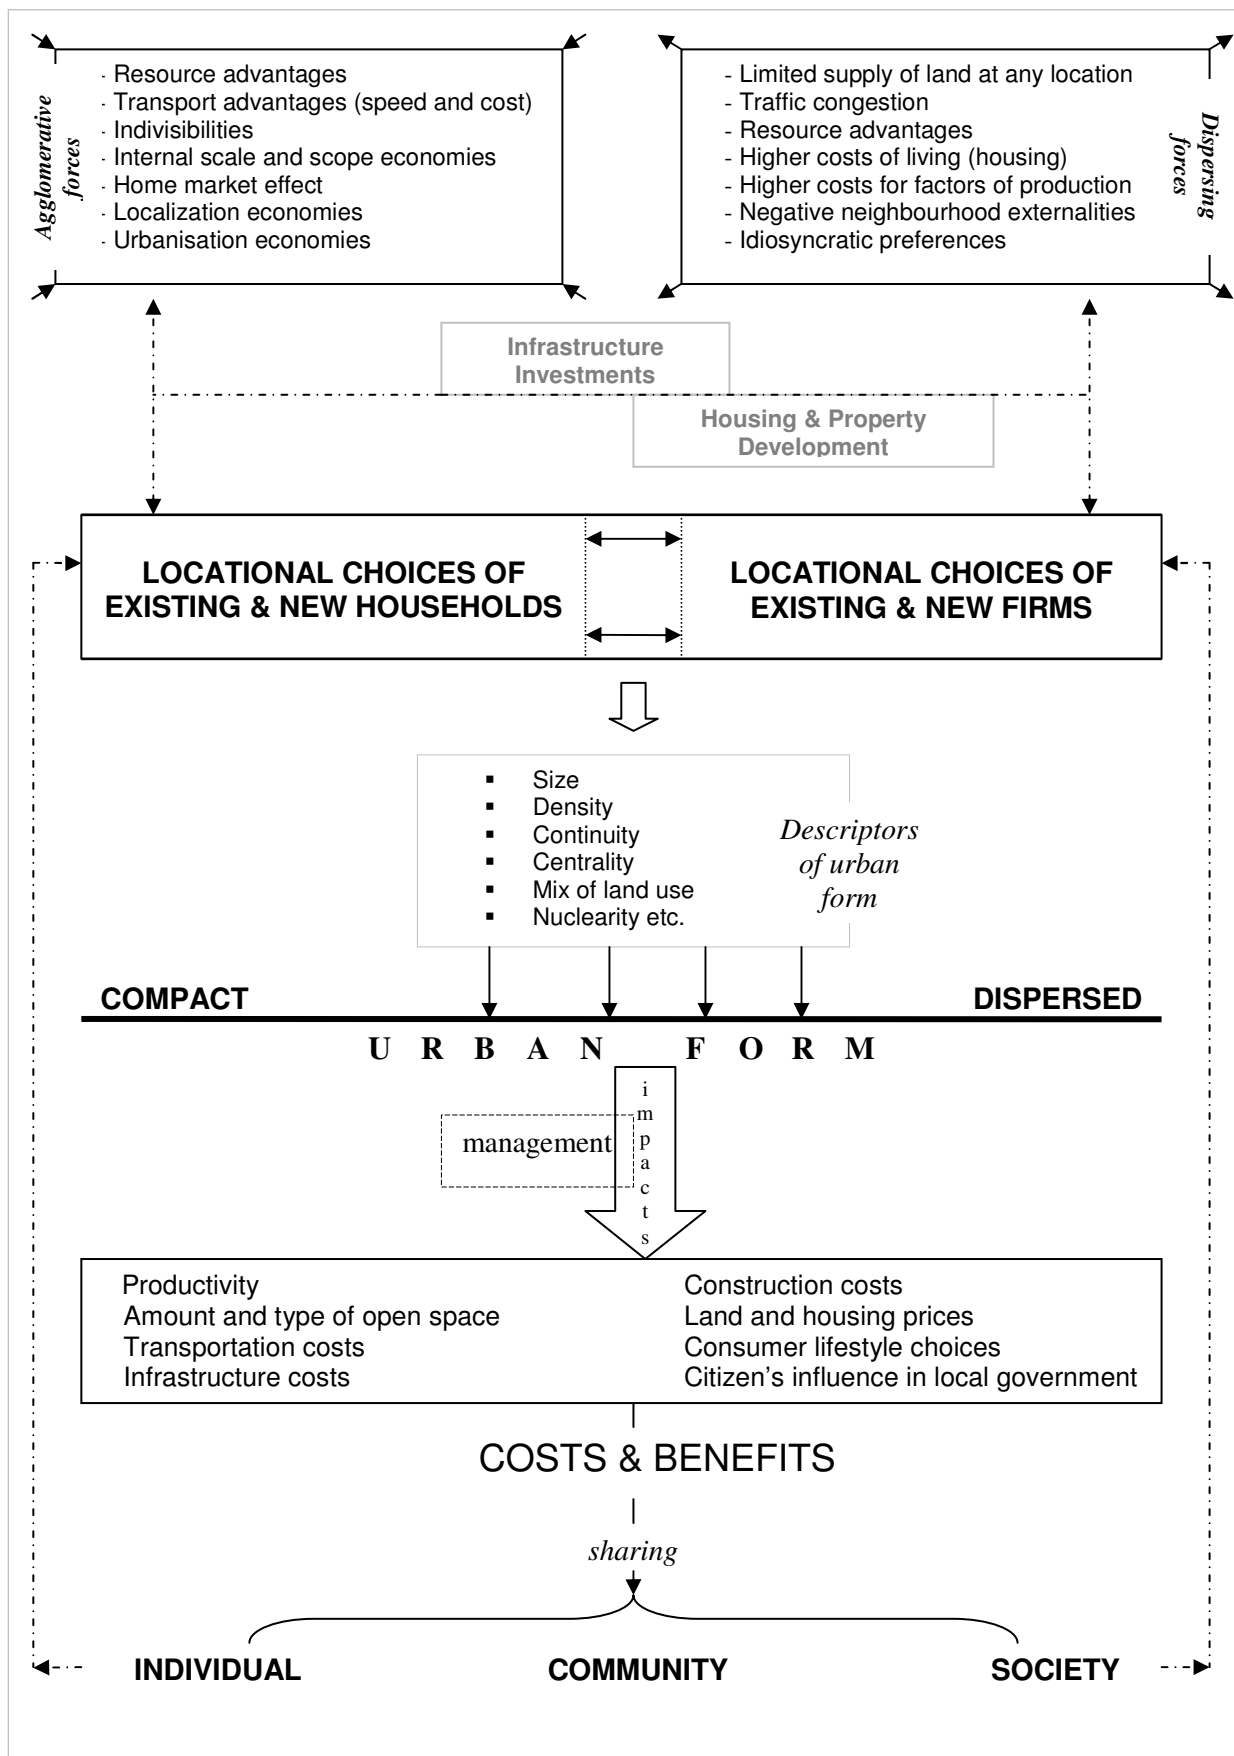 Agglomerative
forces
· Resource advantages
· Transport advantages (speed and cost)
· Indivisibilities
· Internal scale and scope economies
· Home market effect
· Localization economies
· Urbanisation economies
- Limited supply of land at any location
- Traffic congestion
- Resource advantages
- Higher costs of living (housing)
- Higher costs for factors of production
- Negative neighbourhood externalities
- Idiosyncratic preferences
Dispersing
forces
Infrastructure
Investments
Housing & Property
Development
LOCATIONAL CHOICES OF
EXISTING & NEW HOUSEHOLDS
LOCATIONAL CHOICES OF
EXISTING & NEW FIRMS
▪ Size
▪ Density
▪ Continuity
▪ Centrality
▪ Mix of land use
▪ Nuclearity etc.
Descriptors
of urban
form
COMPACT
DISPERSED
URBAN FORM
impacts
management
Productivity
Amount and type of open space
Transportation costs
Infrastructure costs
Construction costs
Land and housing prices
Consumer lifestyle choices
Citizen's influence in local government
COSTS & BENEFITS
sharing
INDIVIDUAL
COMMUNITY
SOCIETY